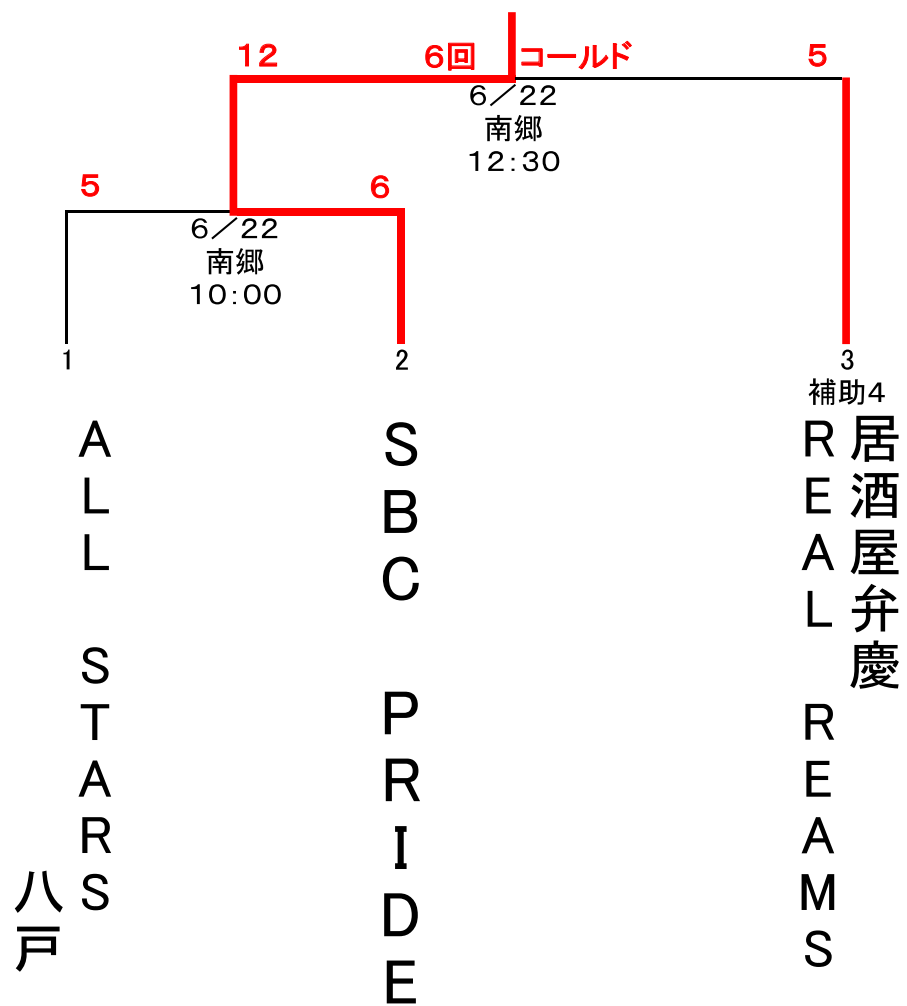 12 6回コールド 5
6／22
南郷
12：30
5 6
6／22
南郷
10：00
1 2 3
補助4
ALL STARS
八戸
SBC PRIDE
居酒屋弁慶
REAL REAMS